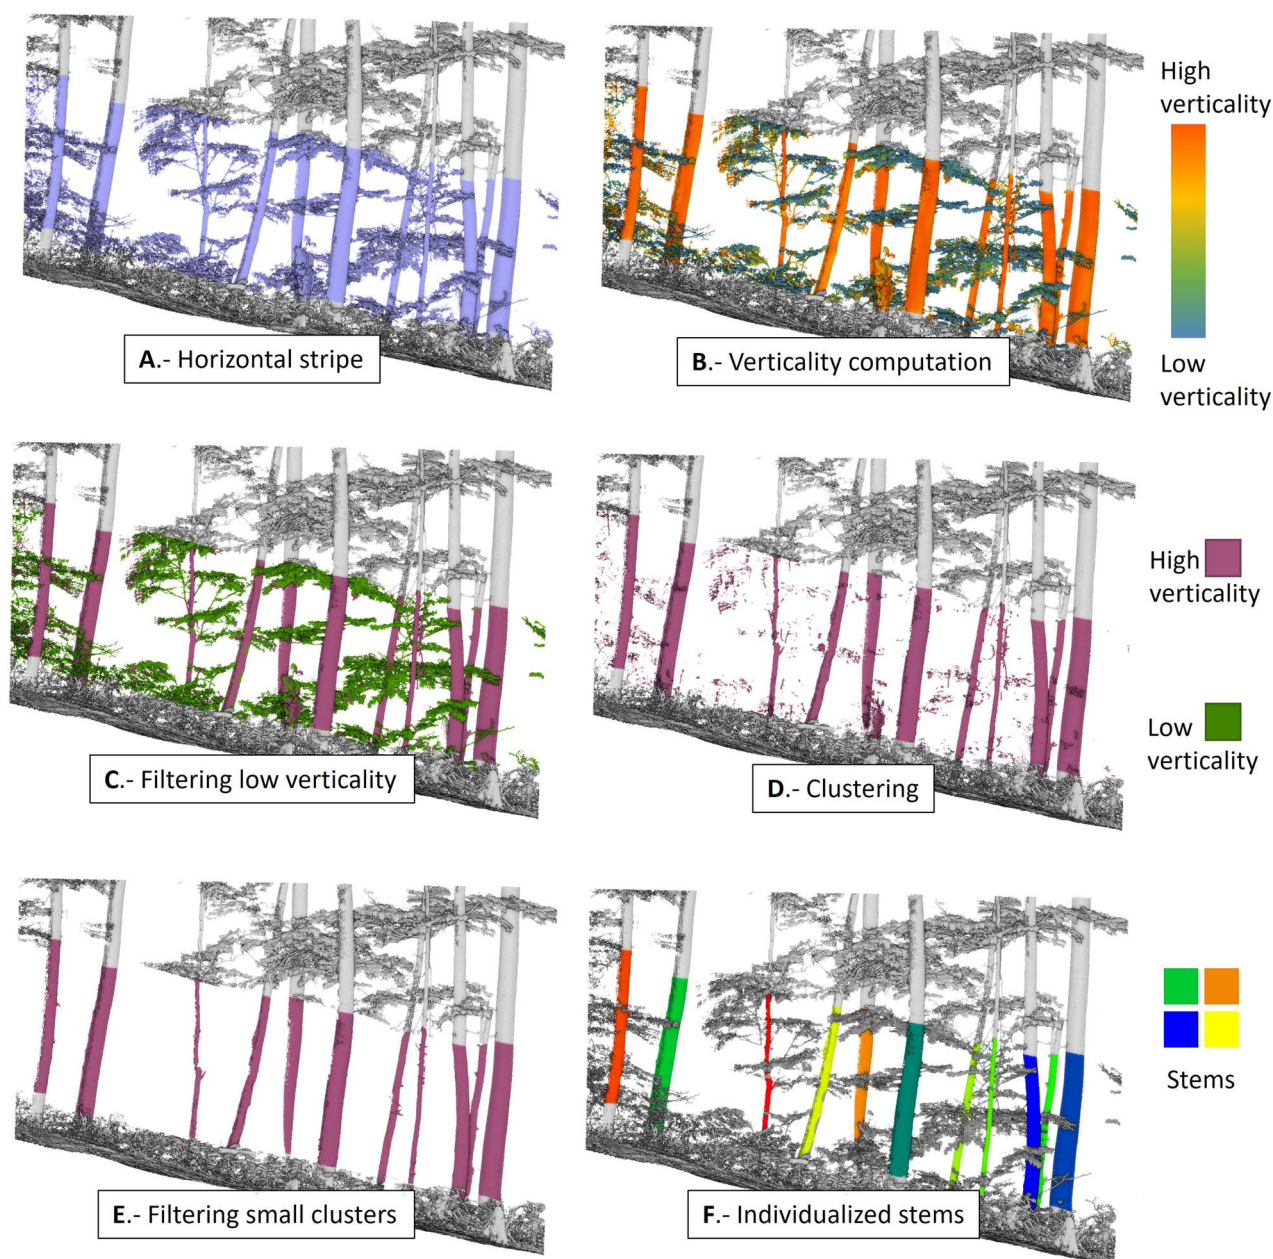 High
verticality
A.- Horizontal stripe
B.- Verticality computation
Low
verticality
High
verticality
Low
verticality
C.- Filtering low verticality
D.- Clustering
Stems
E.- Filtering small clusters
F.- Individualized stems